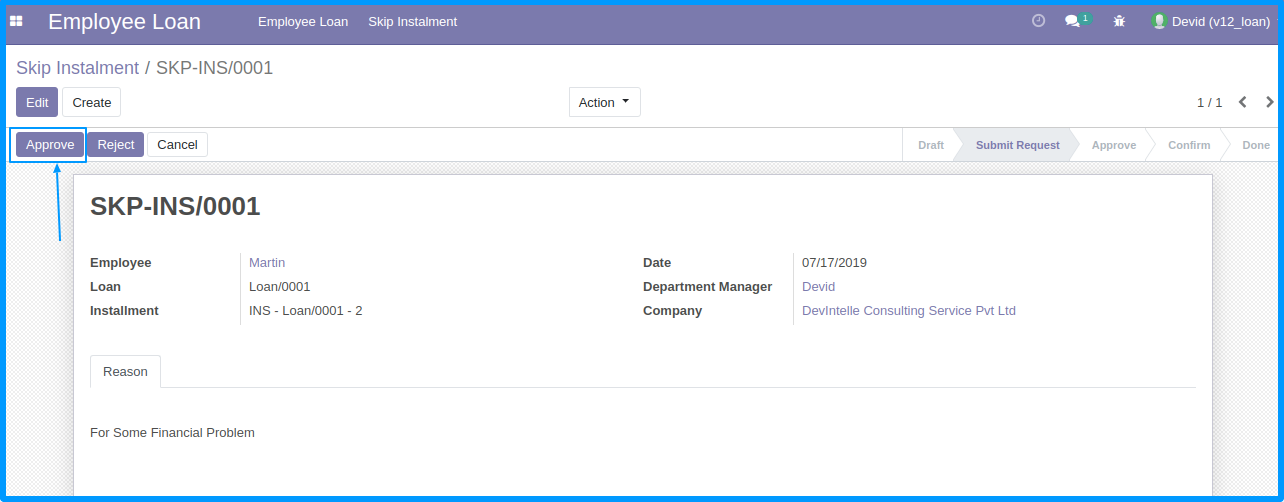 Employee Loan Employee Loan Skip Instalment 1 Devid (v12_loan)
Skip Instalment / SKP-INS/0001
Edit Create Action 1 / 1
Approve Reject Cancel Draft Submit Request Approve Confirm Done
SKP-INS/0001
Employee Martin Date 07/17/2019
Loan Loan/0001 Department Manager Devid
Installment INS - Loan/0001 - 2 Company DevIntelle Consulting Service Pvt Ltd
Reason
For Some Financial Problem